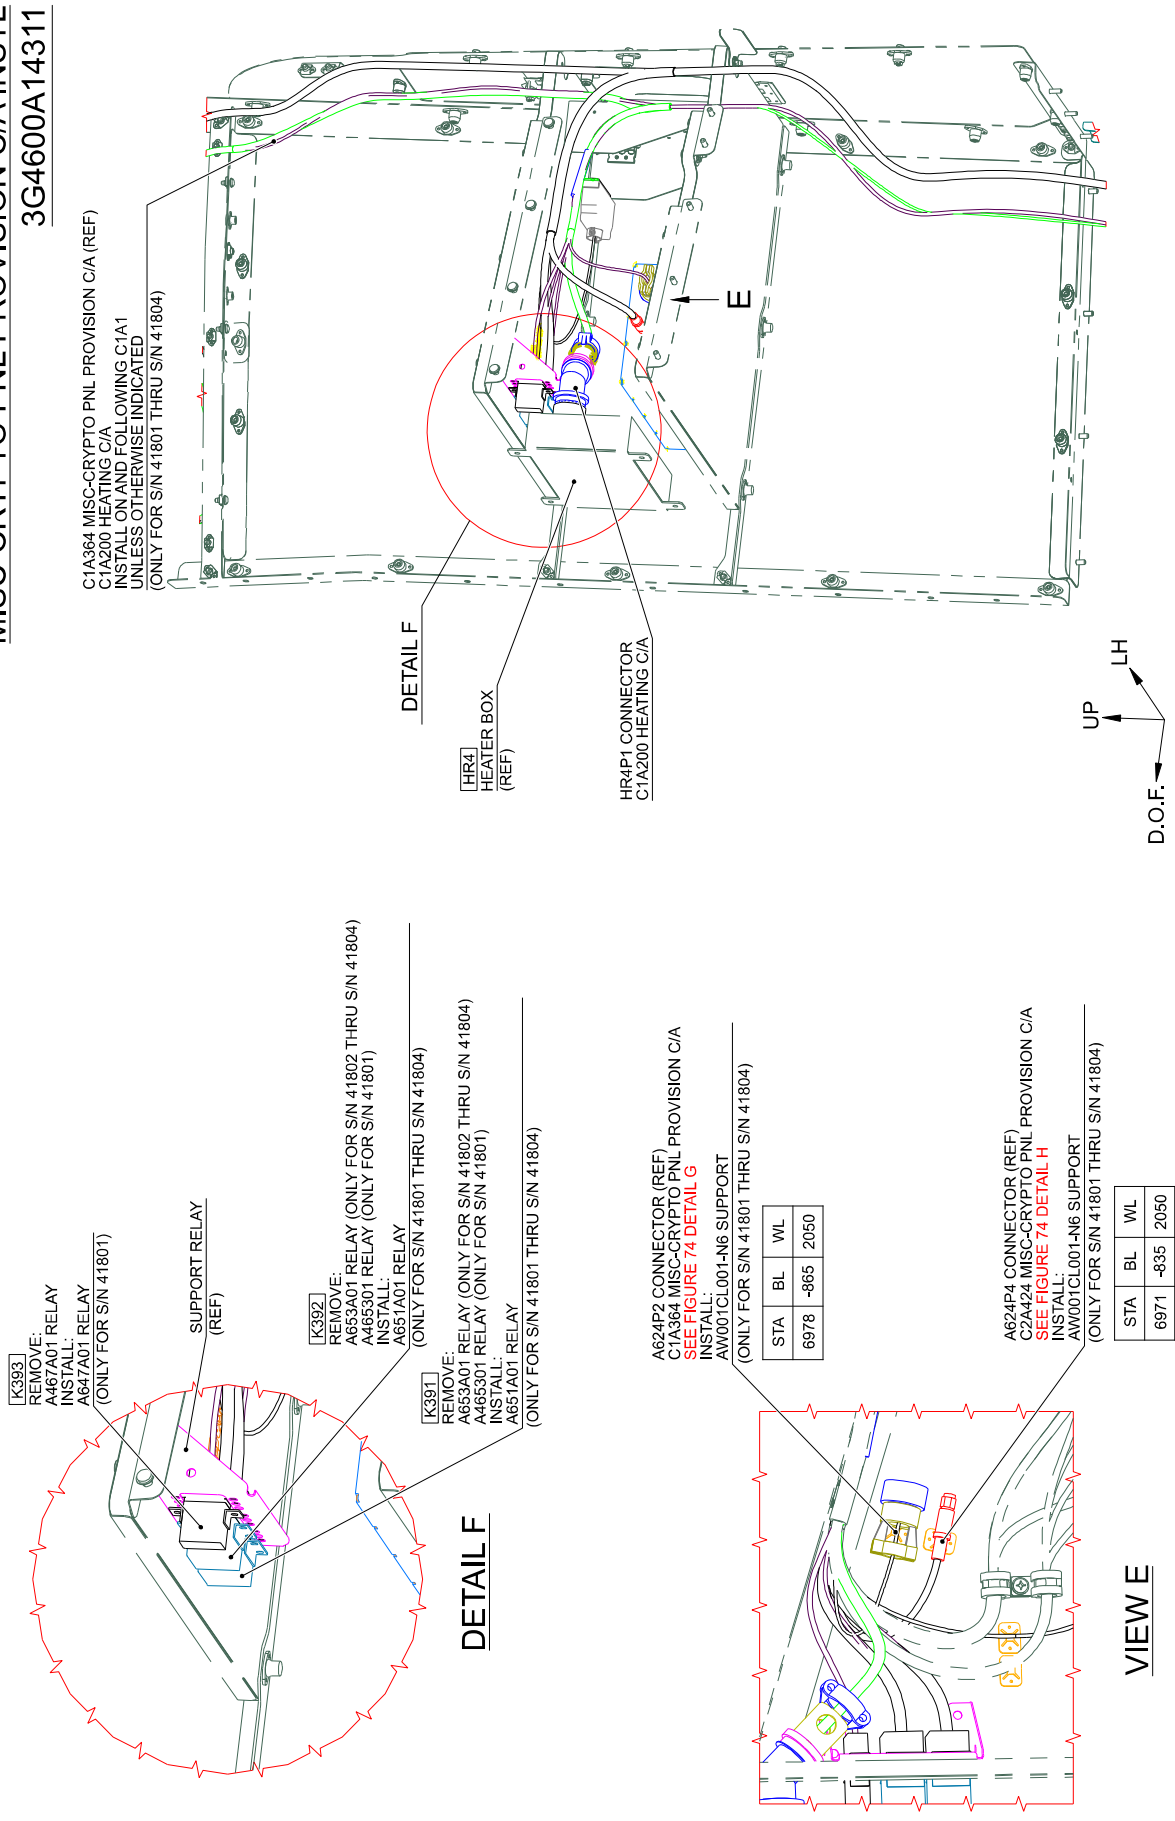 3G4600A14311
C1A364 MISC-CRYPTO PNL PROVISION C/A (REF)
C1A200 HEATING C/A
INSTALL ON AND FOLLOWING C1A1
UNLESS OTHERWISE INDICATED
(ONLY FOR S/N 41801 THRU S/N 41804)
E
DETAIL F
HR4
HEATER BOX
(REF)
HR4P1 CONNECTOR
C1A200 HEATING C/A
UP
LH
D.O.F.
K393
REMOVE:
A467A01 RELAY
INSTALL:
A647A01 RELAY
(ONLY FOR S/N 41801)
SUPPORT RELAY
(REF)
K392
REMOVE:
A653A01 RELAY (ONLY FOR S/N 41802 THRU S/N 41804)
A465301 RELAY (ONLY FOR S/N 41801)
INSTALL:
A651A01 RELAY
(ONLY FOR S/N 41801 THRU S/N 41804)
K391
REMOVE:
A653A01 RELAY (ONLY FOR S/N 41802 THRU S/N 41804)
A465301 RELAY (ONLY FOR S/N 41801)
INSTALL:
A651A01 RELAY
(ONLY FOR S/N 41801 THRU S/N 41804)
DETAIL F
A624P2 CONNECTOR (REF)
C1A364 MISC-CRYPTO PNL PROVISION C/A
SEE FIGURE 74 DETAIL G
INSTALL:
AW001CL001-N6 SUPPORT
(ONLY FOR S/N 41801 THRU S/N 41804)
STA BL WL
6978 -865 2050
A624P4 CONNECTOR (REF)
C2A424 MISC-CRYPTO PNL PROVISION C/A
SEE FIGURE 74 DETAIL H
INSTALL:
AW001CL001-N6 SUPPORT
(ONLY FOR S/N 41801 THRU S/N 41804)
STA BL WL
6971 -835 2050
VIEW E